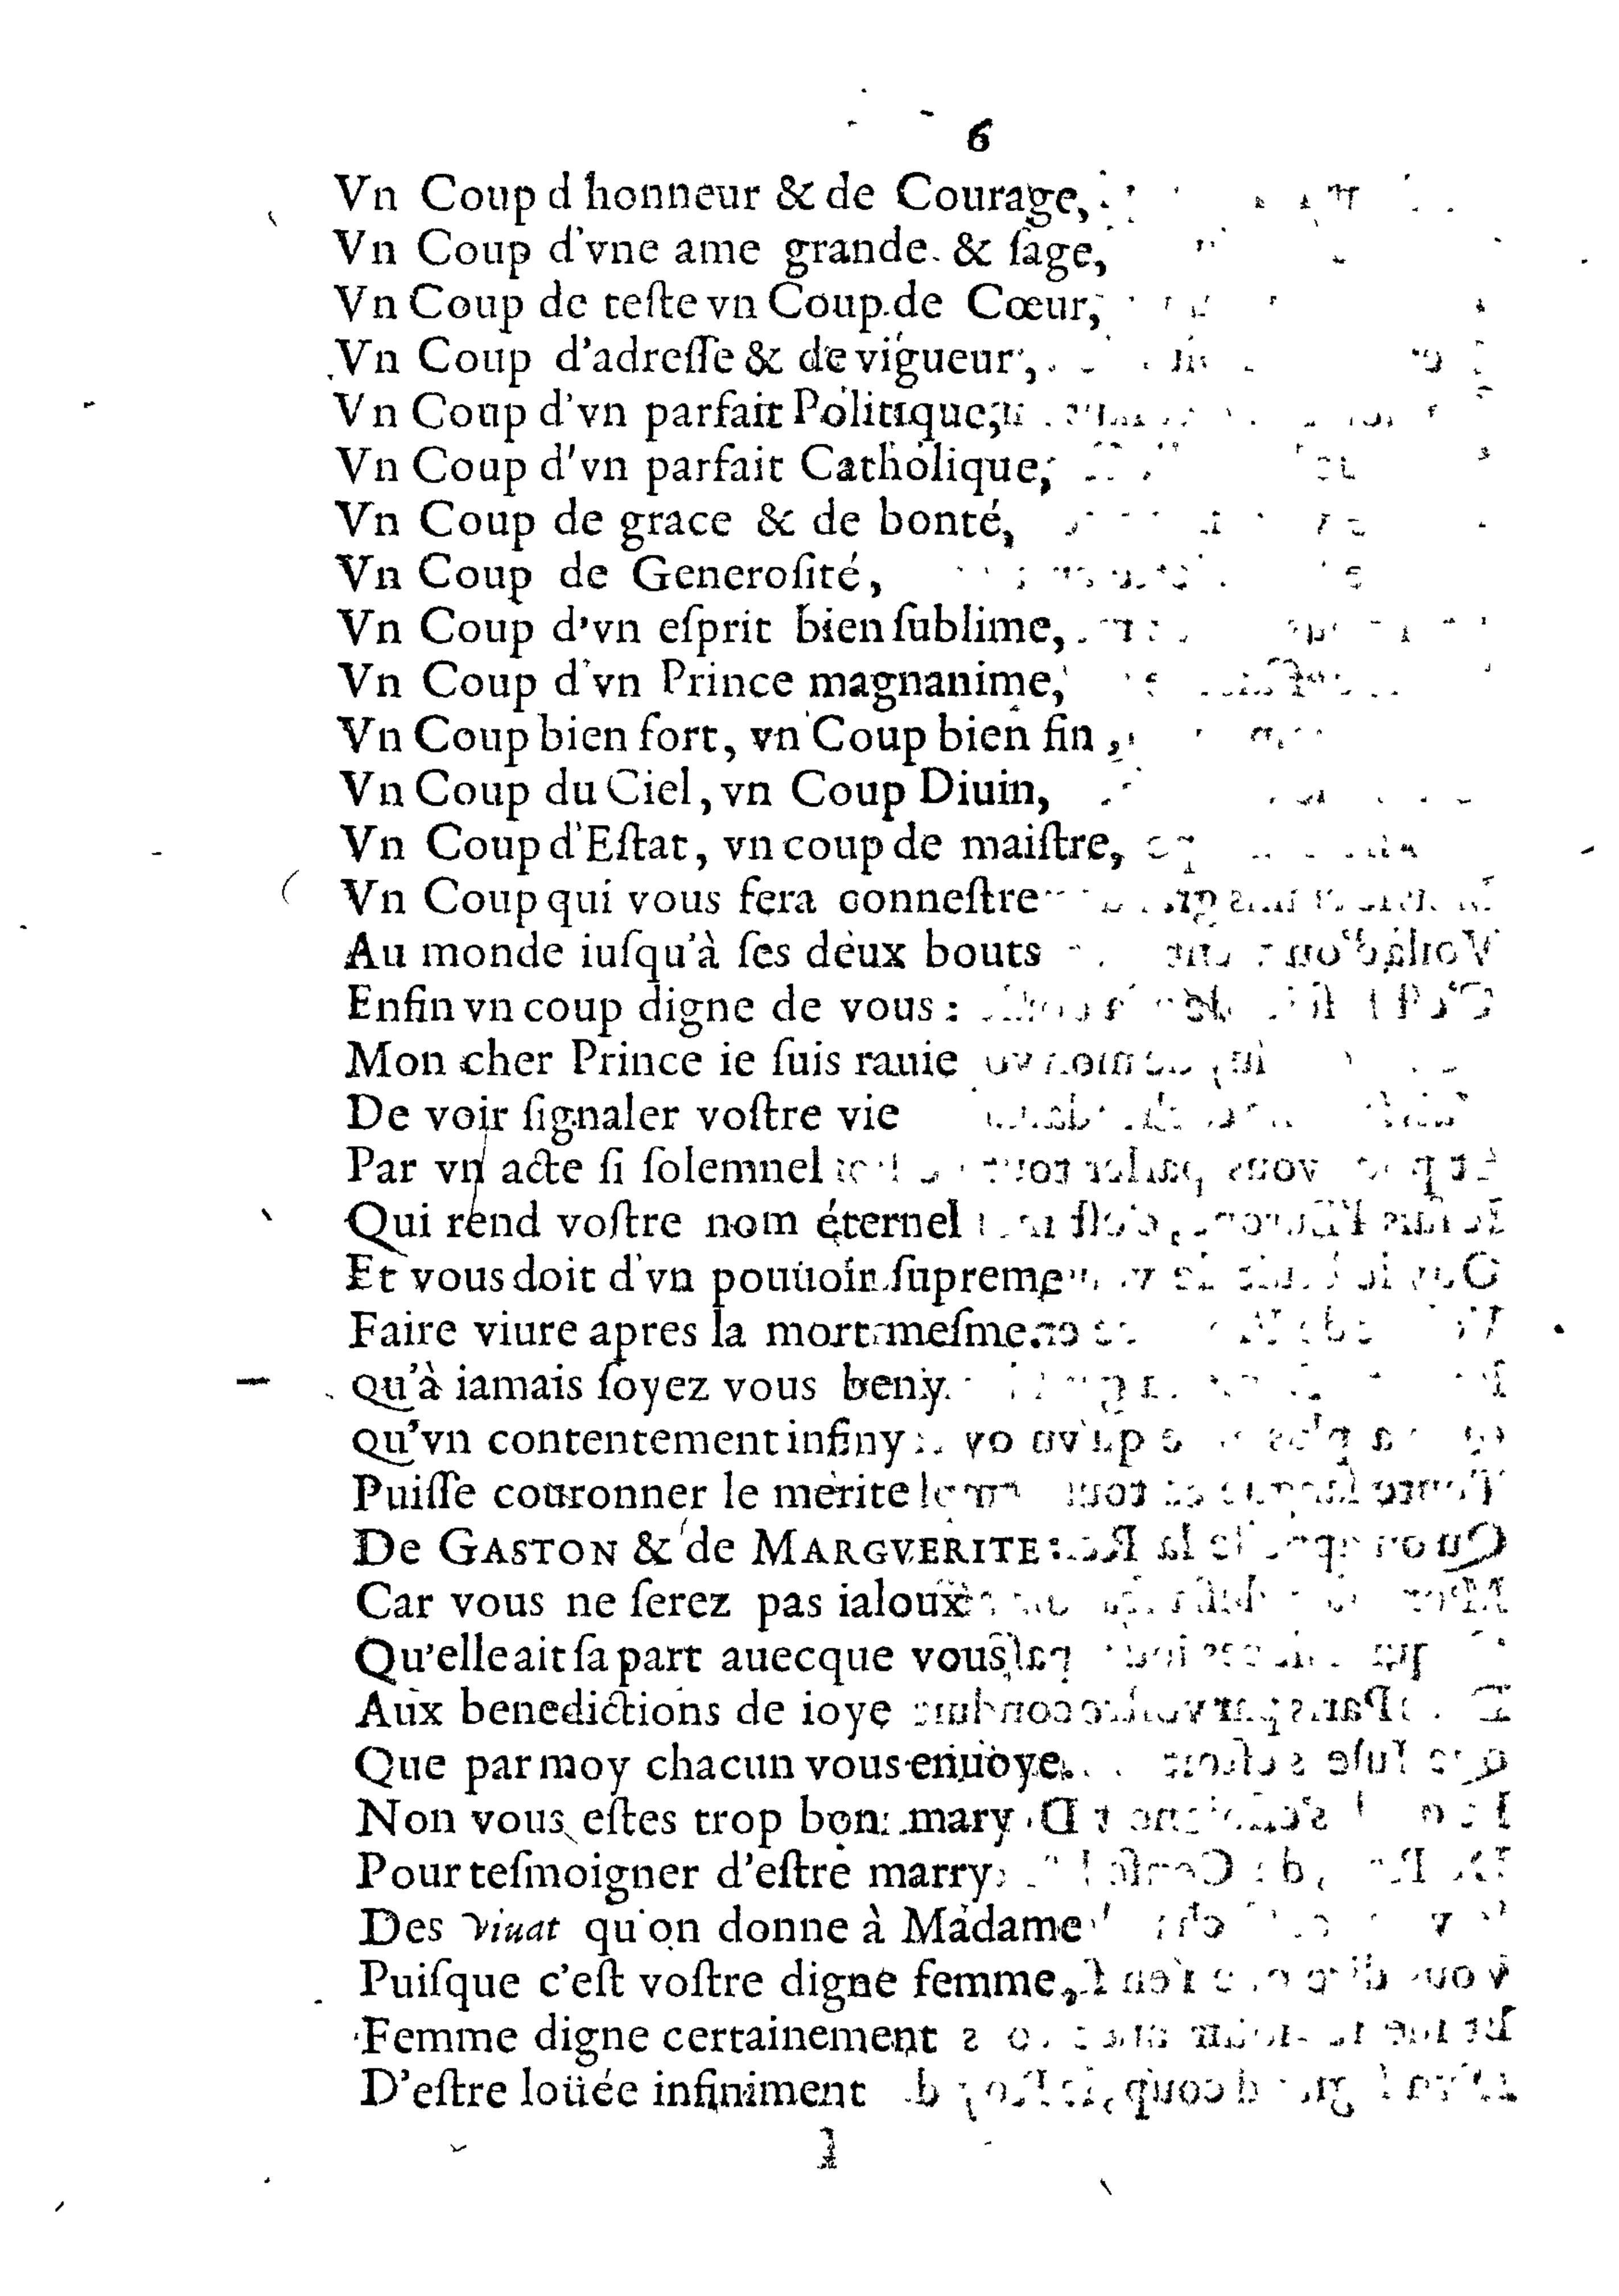 6
Vn Coup d honneur & de Courage,
Vn Coup d'vne ame grande & ſage,
Vn Coup de teſte vn Coup de Cœur,
Vn Coup d'adreſſe & de vigueur,
Vn Coup d'vn parfait Politique,
Vn Coup d'vn parfait Catholique,
Vn Coup de grace & de bonté,
Vn Coup de Generoſité,
Vn Coup d'vn eſprit bien ſublime,
Vn Coup d'vn Prince magnanime,
Vn Coup bien fort, vn Coup bien fin,
Vn Coup du Ciel, vn Coup Diuin,
Vn Coup d'Eſtat, vn coup de maiſtre,
Vn Coup qui vous fera conneſtre
Au monde iuſqu'à ſes deux bouts
Enfin vn coup digne de vous :
Mon cher Prince ie ſuis rauie
De voir ſignaler voſtre vie
Par vn acte ſi ſolemnel
Qui rend voſtre nom éternel
Et vous doit d'vn pouuoir ſupreme
Faire viure apres la mort meſme.
qu'à iamais ſoyez vous beny.
qu'vn contentement infiny
Puiſſe couronner le merite
De GASTON & de MARGVERITE :
Car vous ne ſerez pas ialoux
Qu'elle ait ſa part auecque vous
Aux benedictions de ioye
Que par moy chacun vous enuoye.
Non vous eſtes trop bon mary
Pour teſmoigner d'eſtre marry
Des Viuat qu'on donne à Madame
Puiſque c'eſt voſtre digne femme,
Femme digne certainement
D'eſtre loüée infiniment